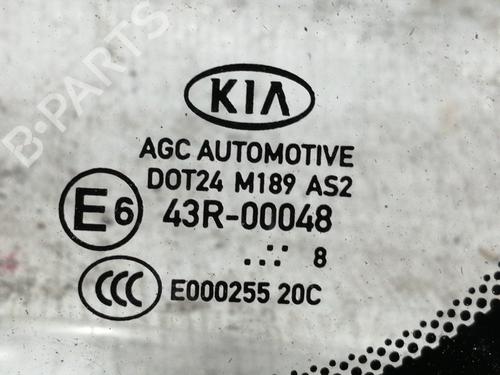 B-PARTS
KIA
AGC AUTOMOTIVE
DOT24 M189 AS2
E6 43R-00048
8
CCC E000255 20C